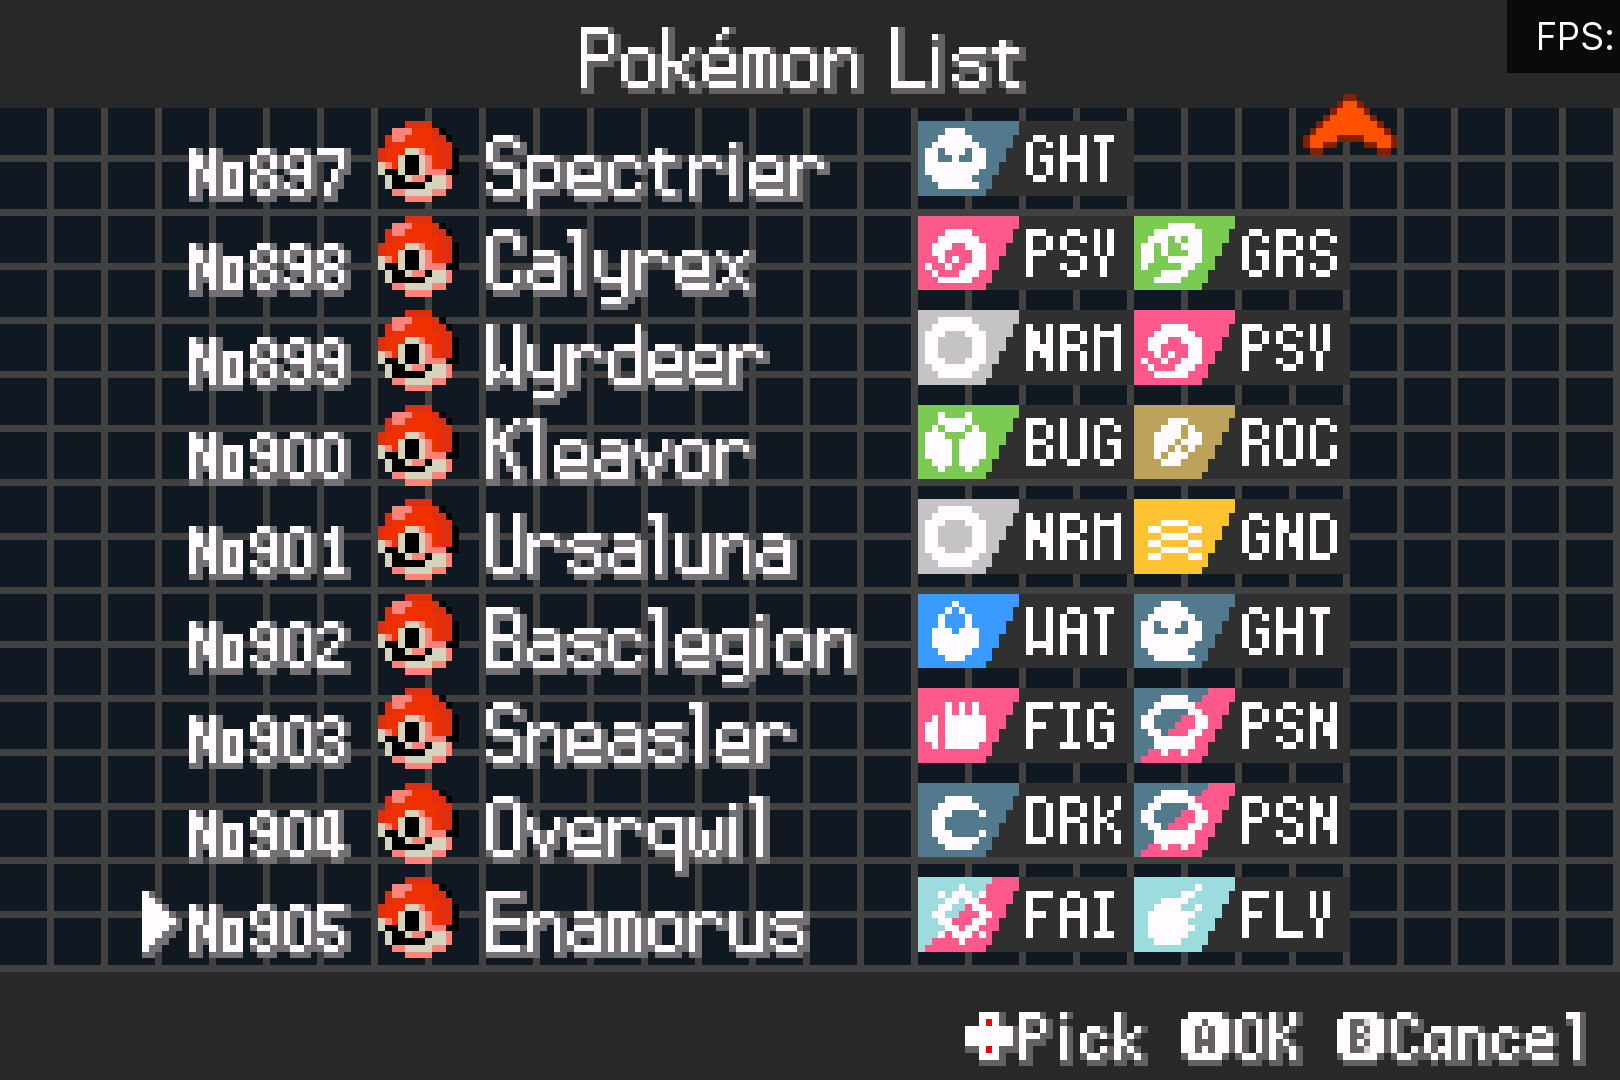 Pokémon List
FPS:
No897 Spectrier GHT
No898 Calyrex PSY GRS
No899 Wyrdeer NRM PSY
No900 Kleavor BUG ROC
No901 Ursaluna NRM GND
No902 Basclegion WAT GHT
No903 Sneasler FIG PSN
No904 Overqwil DRK PSN
No905 Enamorus FAI FLY
Pick A OK B Cancel